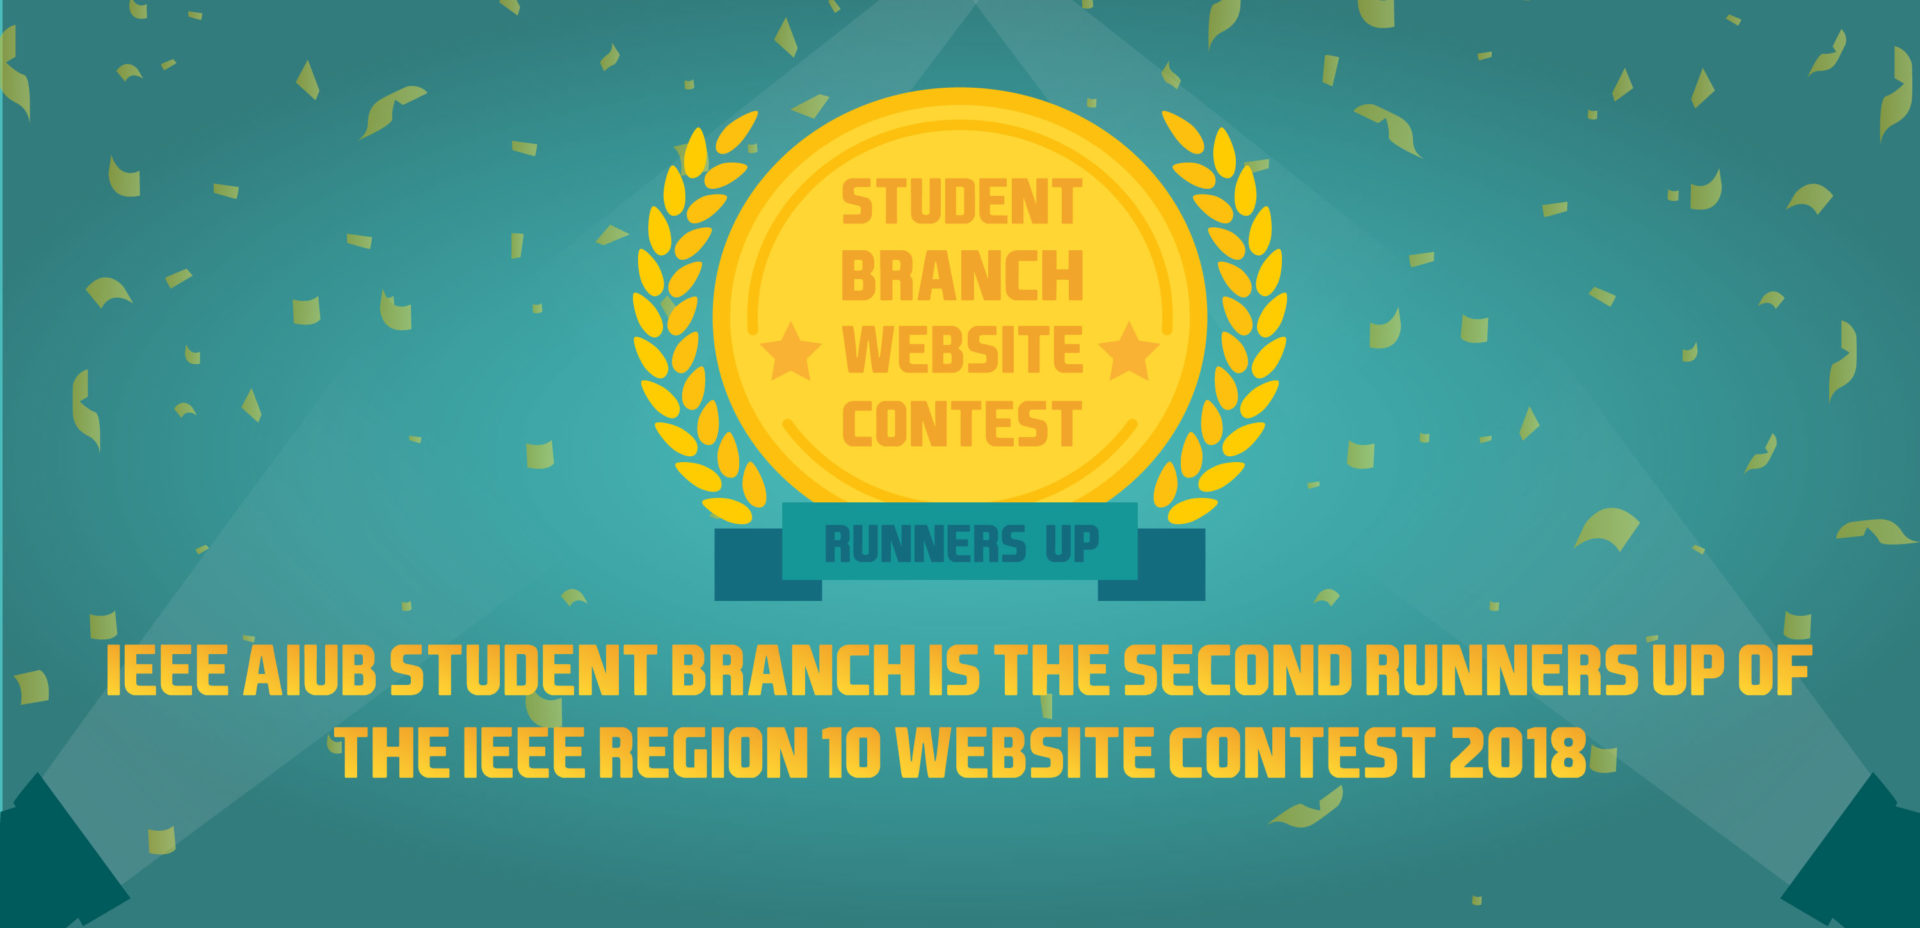 STUDENT
BRANCH
WEBSITE
CONTEST
RUNNERS UP
IEEE AIUB STUDENT BRANCH IS THE SECOND RUNNERS UP OF
THE IEEE REGION 10 WEBSITE CONTEST 2018